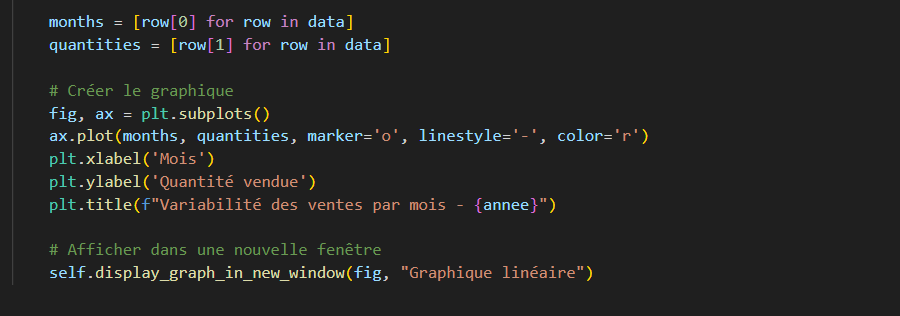 months = [row[0] for row in data]
quantities = [row[1] for row in data]
# Créer le graphique
fig, ax = plt.subplots()
ax.plot(months, quantities, marker='o', linestyle='-', color='r')
plt.xlabel('Mois')
plt.ylabel('Quantité vendue')
plt.title(f"Variabilité des ventes par mois - {annee}")
# Afficher dans une nouvelle fenêtre
self.display_graph_in_new_window(fig, "Graphique linéaire")